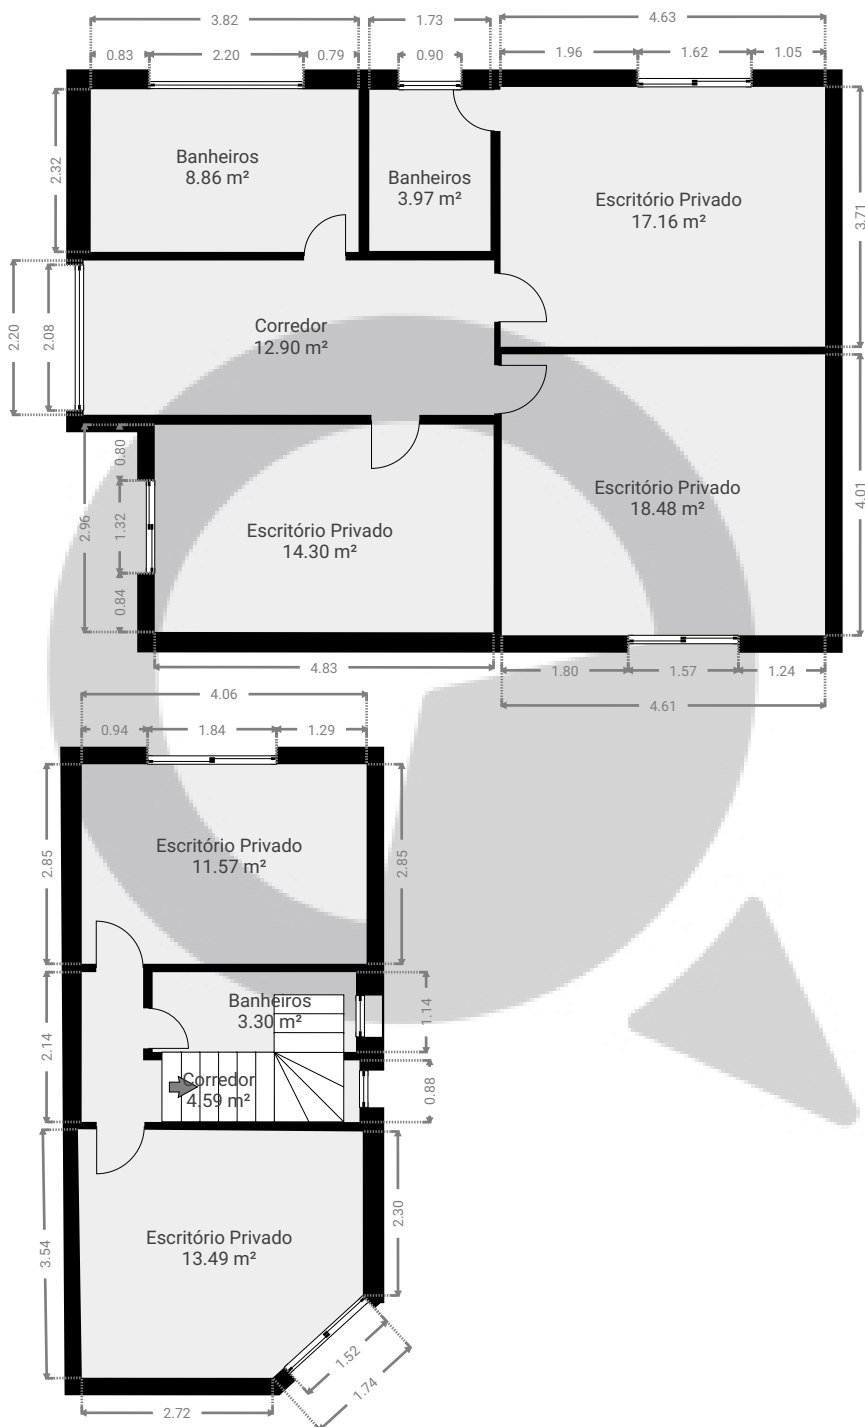 3.82
1.73
4.63
0.83
2.20
0.79
0.90
1.96
1.62
1.05
2.32
Banheiros
8.86 m²
Banheiros
3.97 m²
Escritório Privado
17.16 m²
3.71
2.20
2.08
Corredor
12.90 m²
0.80
2.96
1.32
0.84
Escritório Privado
14.30 m²
Escritório Privado
18.48 m²
4.01
4.83
1.80
1.57
1.24
4.61
4.06
0.94
1.84
1.29
2.85
Escritório Privado
11.57 m²
2.85
2.14
Banheiros
3.30 m²
1.14
Corredor
4.59 m²
0.88
3.54
Escritório Privado
13.49 m²
2.30
1.52
1.74
2.72